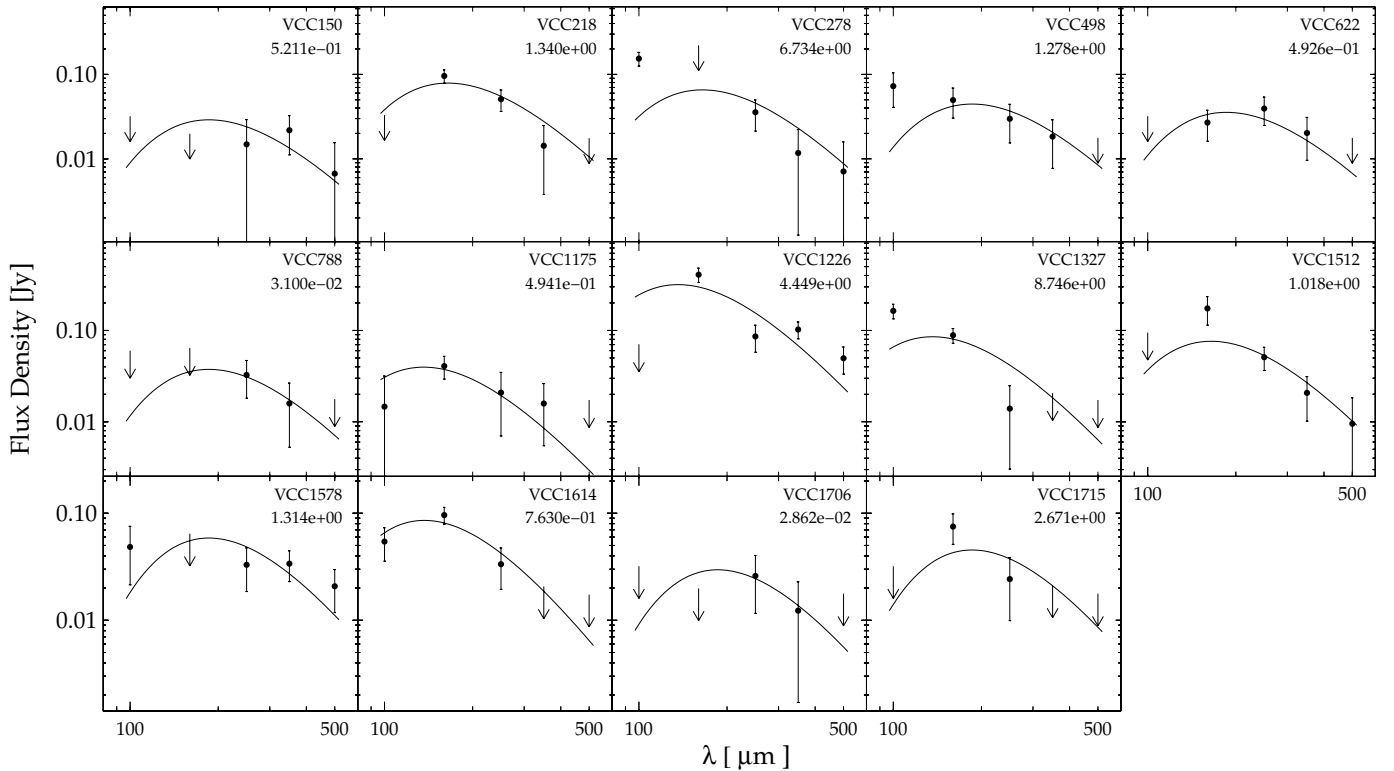 VCC150
5.211e−01
VCC218
1.340e+00
VCC278
6.734e+00
VCC498
1.278e+00
VCC622
4.926e−01
0.10
0.01
VCC788
3.100e−02
VCC1175
4.941e−01
VCC1226
4.449e+00
VCC1327
8.746e+00
VCC1512
1.018e+00
0.10
0.01
Flux Density [Jy]
100
500
VCC1578
1.314e+00
VCC1614
7.630e−01
VCC1706
2.862e−02
VCC1715
2.671e+00
0.10
0.01
100
500
100
500
100
500
100
500
λ [ μm ]